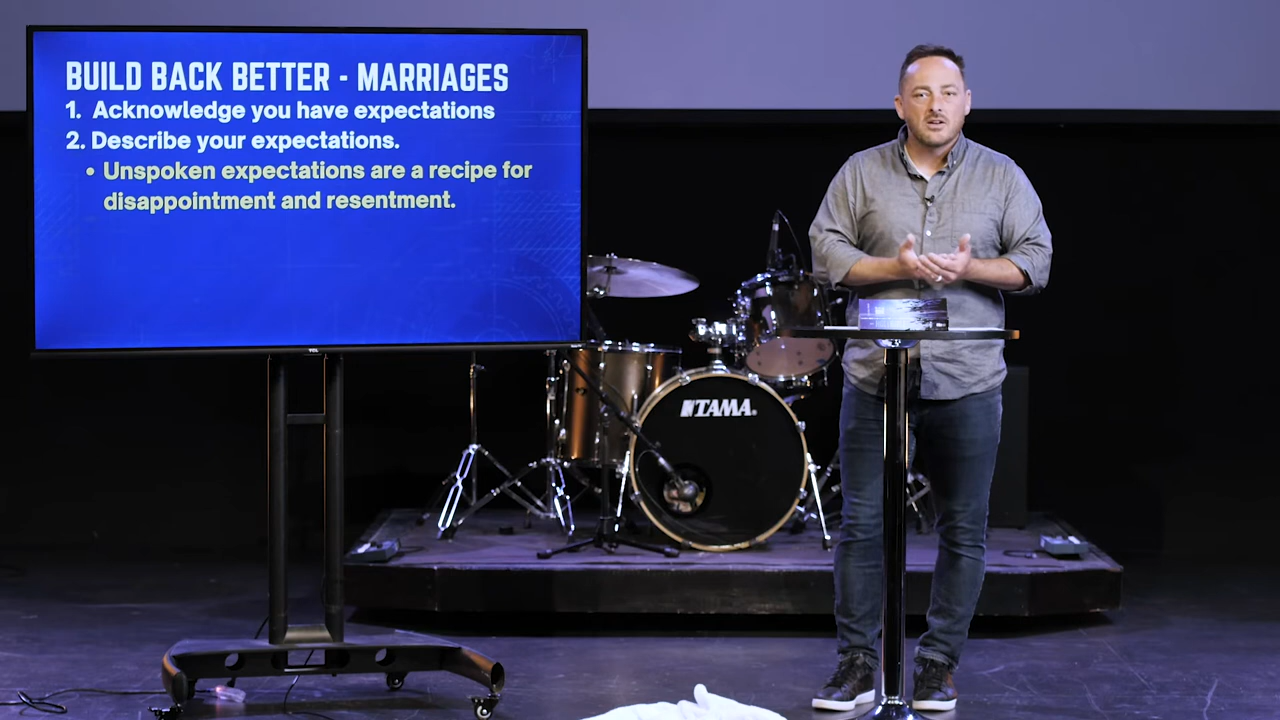 BUILD BACK BETTER - MARRIAGES
1. Acknowledge you have expectations
2. Describe your expectations.
• Unspoken expectations are a recipe for
disappointment and resentment.
TCL
TAMA